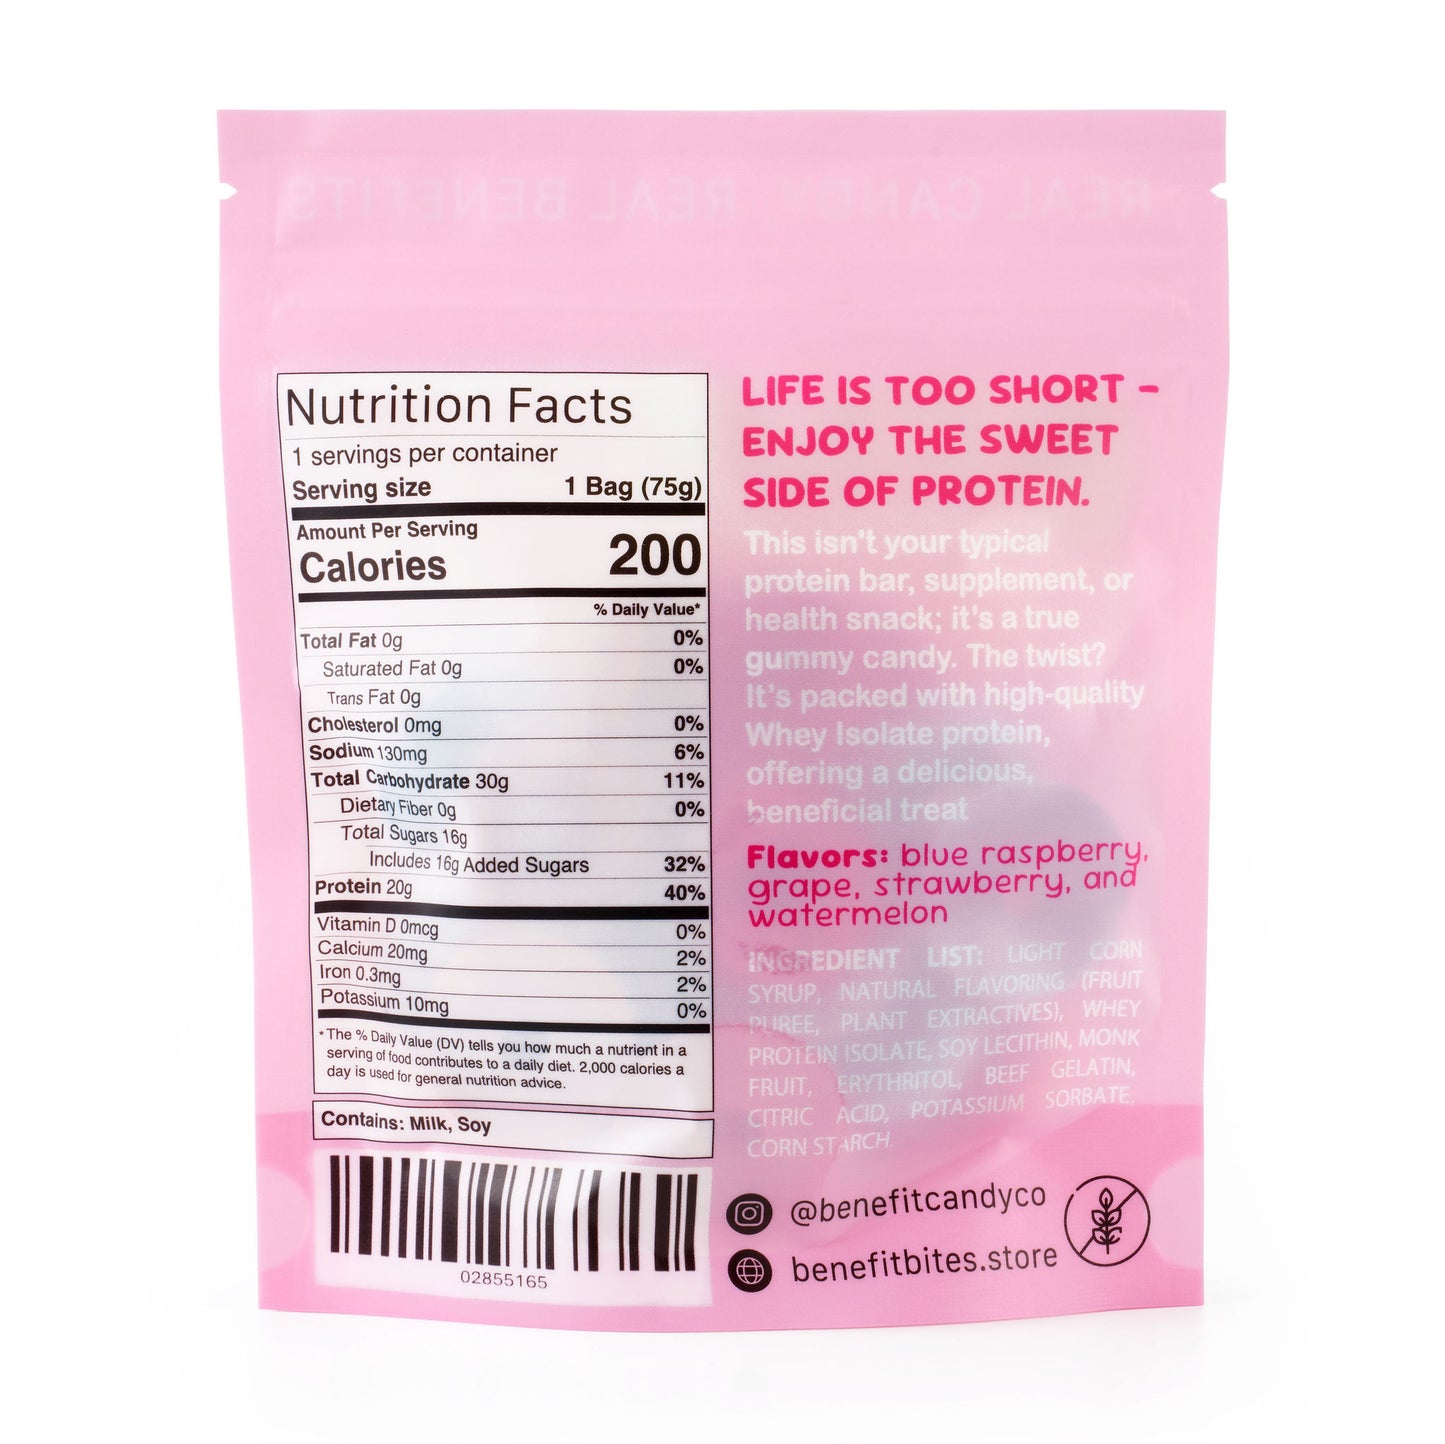 REAL CANDY, REAL BENEFITS
Nutrition Facts
1 servings per container
Serving size 1 Bag (75g)
Amount Per Serving
Calories 200
% Daily Value*
Total Fat 0g 0%
Saturated Fat 0g 0%
Trans Fat 0g
Cholesterol 0mg 0%
Sodium 130mg 6%
Total Carbohydrate 30g 11%
Dietary Fiber 0g 0%
Total Sugars 16g
Includes 16g Added Sugars 32%
Protein 20g 40%
Vitamin D 0mcg 0%
Calcium 20mg 2%
Iron 0.3mg 2%
Potassium 10mg 0%
*The % Daily Value (DV) tells you how much a nutrient in a
serving of food contributes to a daily diet. 2,000 calories a
day is used for general nutrition advice.
Contains: Milk, Soy
02855165
LIFE IS TOO SHORT –
ENJOY THE SWEET
SIDE OF PROTEIN.
This isn't your typical
protein bar, supplement, or
health snack; it's a true
gummy candy. The twist?
It's packed with high-quality
Whey Isolate protein,
offering a delicious,
beneficial treat
Flavors: blue raspberry,
grape, strawberry, and
watermelon
INGREDIENT LIST: LIGHT CORN
SYRUP, NATURAL FLAVORING (FRUIT
PUREE, PLANT EXTRACTIVES), WHEY
PROTEIN ISOLATE, SOY LECITHIN, MONK
FRUIT, ERYTHRITOL, BEEF GELATIN,
CITRIC ACID, POTASSIUM SORBATE,
CORN STARCH.
@benefitcandyco
benefitbites.store